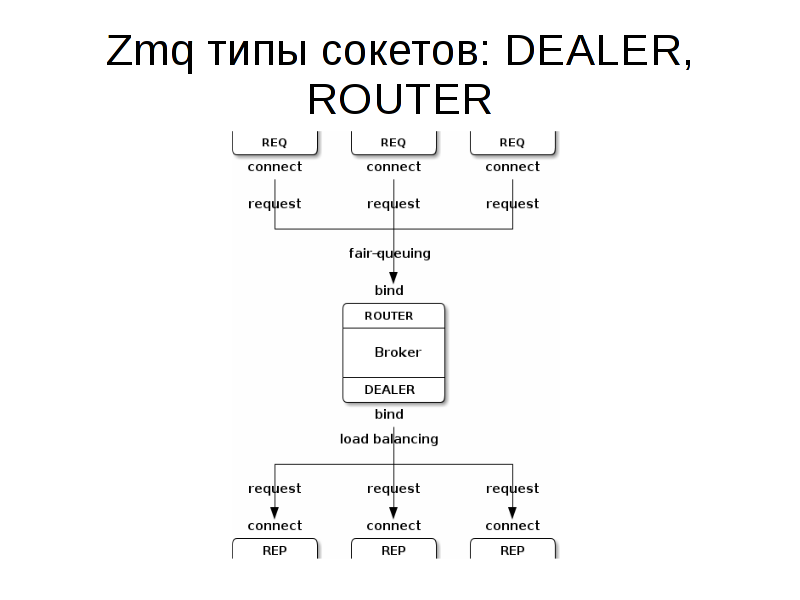 Zmq типы сокетов: DEALER,
ROUTER
REQ REQ REQ
connect connect connect
request request request
fair-queuing
bind
ROUTER
Broker
DEALER
bind
load balancing
request request request
connect connect connect
REP REP REP